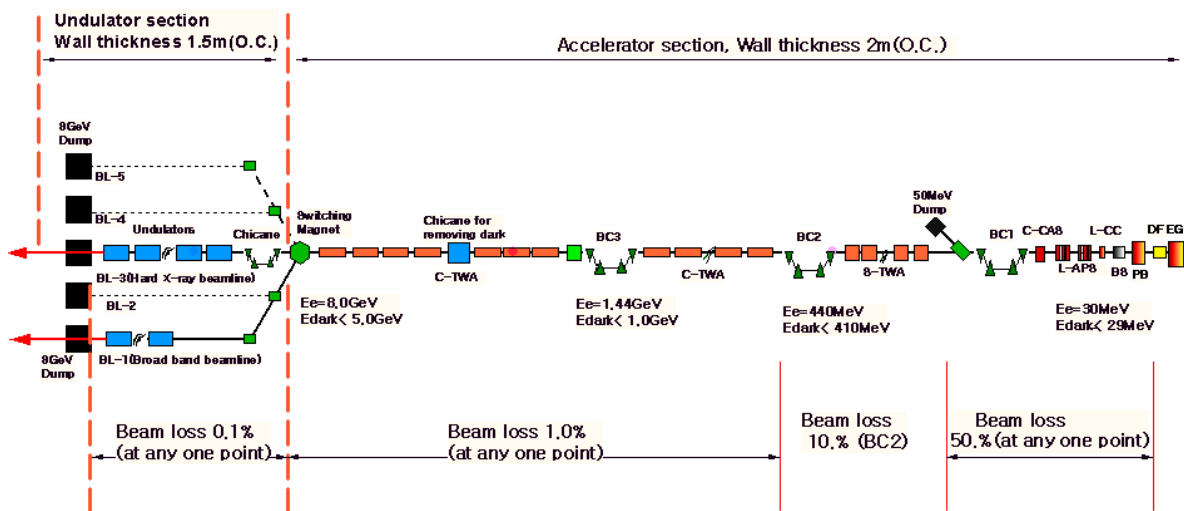 Undulator section
Wall thickness 1.5m(O.C.)
Accelerator section, Wall thickness 2m(O.C.)
8GeV
Dump
BL-5
BL-4
Undulators
Chicane
Switching
Magnet
Chicane for
removing dark
C-TWA
BC3
C-TWA
BC2
S-TWA
50MeV
Dump
BC1
C-CAB
L-APS
L-CC
BS
PB
DF
EG
BL-3(Hard X-ray beamline)
BL-2
BL-1(Broad band beamline)
8GeV
Dump
Ee=8.0GeV
Edark< 5.0GeV
Ee=1.44GeV
Edark< 1.0GeV
Ee=440MeV
Edark< 410MeV
Ee=30MeV
Edark< 29MeV
Beam loss 0.1%
(at any one point)
Beam loss 1.0%
(at any one point)
Beam loss
10.% (BC2)
Beam loss
50.%(at any one point)